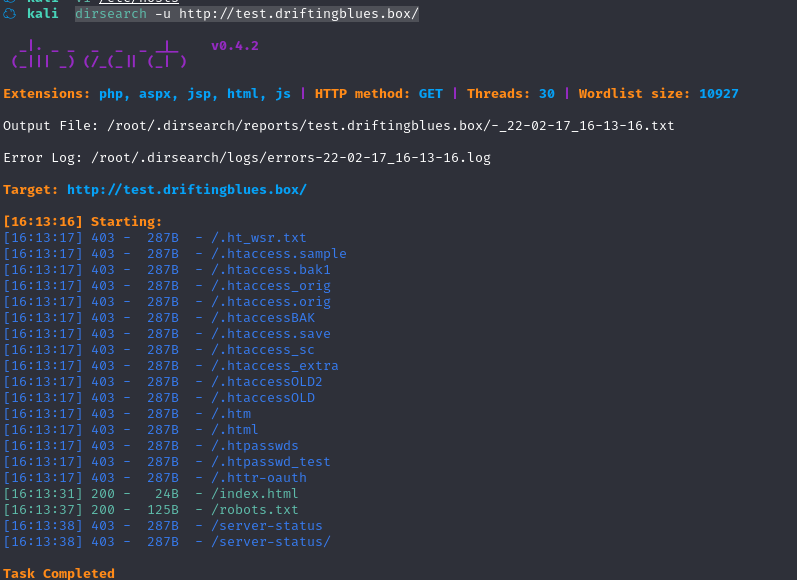 kali vi /etc/hosts
kali dirsearch -u http://test.driftingblues.box/
_|. _ _  _  _  _ _|_    v0.4.2
(_||| _) (/_(_|| (_| )
Extensions: php, aspx, jsp, html, js | HTTP method: GET | Threads: 30 | Wordlist size: 10927
Output File: /root/.dirsearch/reports/test.driftingblues.box/-_22-02-17_16-13-16.txt
Error Log: /root/.dirsearch/logs/errors-22-02-17_16-13-16.log
Target: http://test.driftingblues.box/
[16:13:16] Starting:
[16:13:17] 403 -  287B  - /.ht_wsr.txt
[16:13:17] 403 -  287B  - /.htaccess.sample
[16:13:17] 403 -  287B  - /.htaccess.bak1
[16:13:17] 403 -  287B  - /.htaccess_orig
[16:13:17] 403 -  287B  - /.htaccess.orig
[16:13:17] 403 -  287B  - /.htaccessBAK
[16:13:17] 403 -  287B  - /.htaccess.save
[16:13:17] 403 -  287B  - /.htaccess_sc
[16:13:17] 403 -  287B  - /.htaccess_extra
[16:13:17] 403 -  287B  - /.htaccessOLD2
[16:13:17] 403 -  287B  - /.htaccessOLD
[16:13:17] 403 -  287B  - /.htm
[16:13:17] 403 -  287B  - /.html
[16:13:17] 403 -  287B  - /.htpasswds
[16:13:17] 403 -  287B  - /.htpasswd_test
[16:13:17] 403 -  287B  - /.httr-oauth
[16:13:31] 200 -   24B  - /index.html
[16:13:37] 200 -  125B  - /robots.txt
[16:13:38] 403 -  287B  - /server-status
[16:13:38] 403 -  287B  - /server-status/
Task Completed